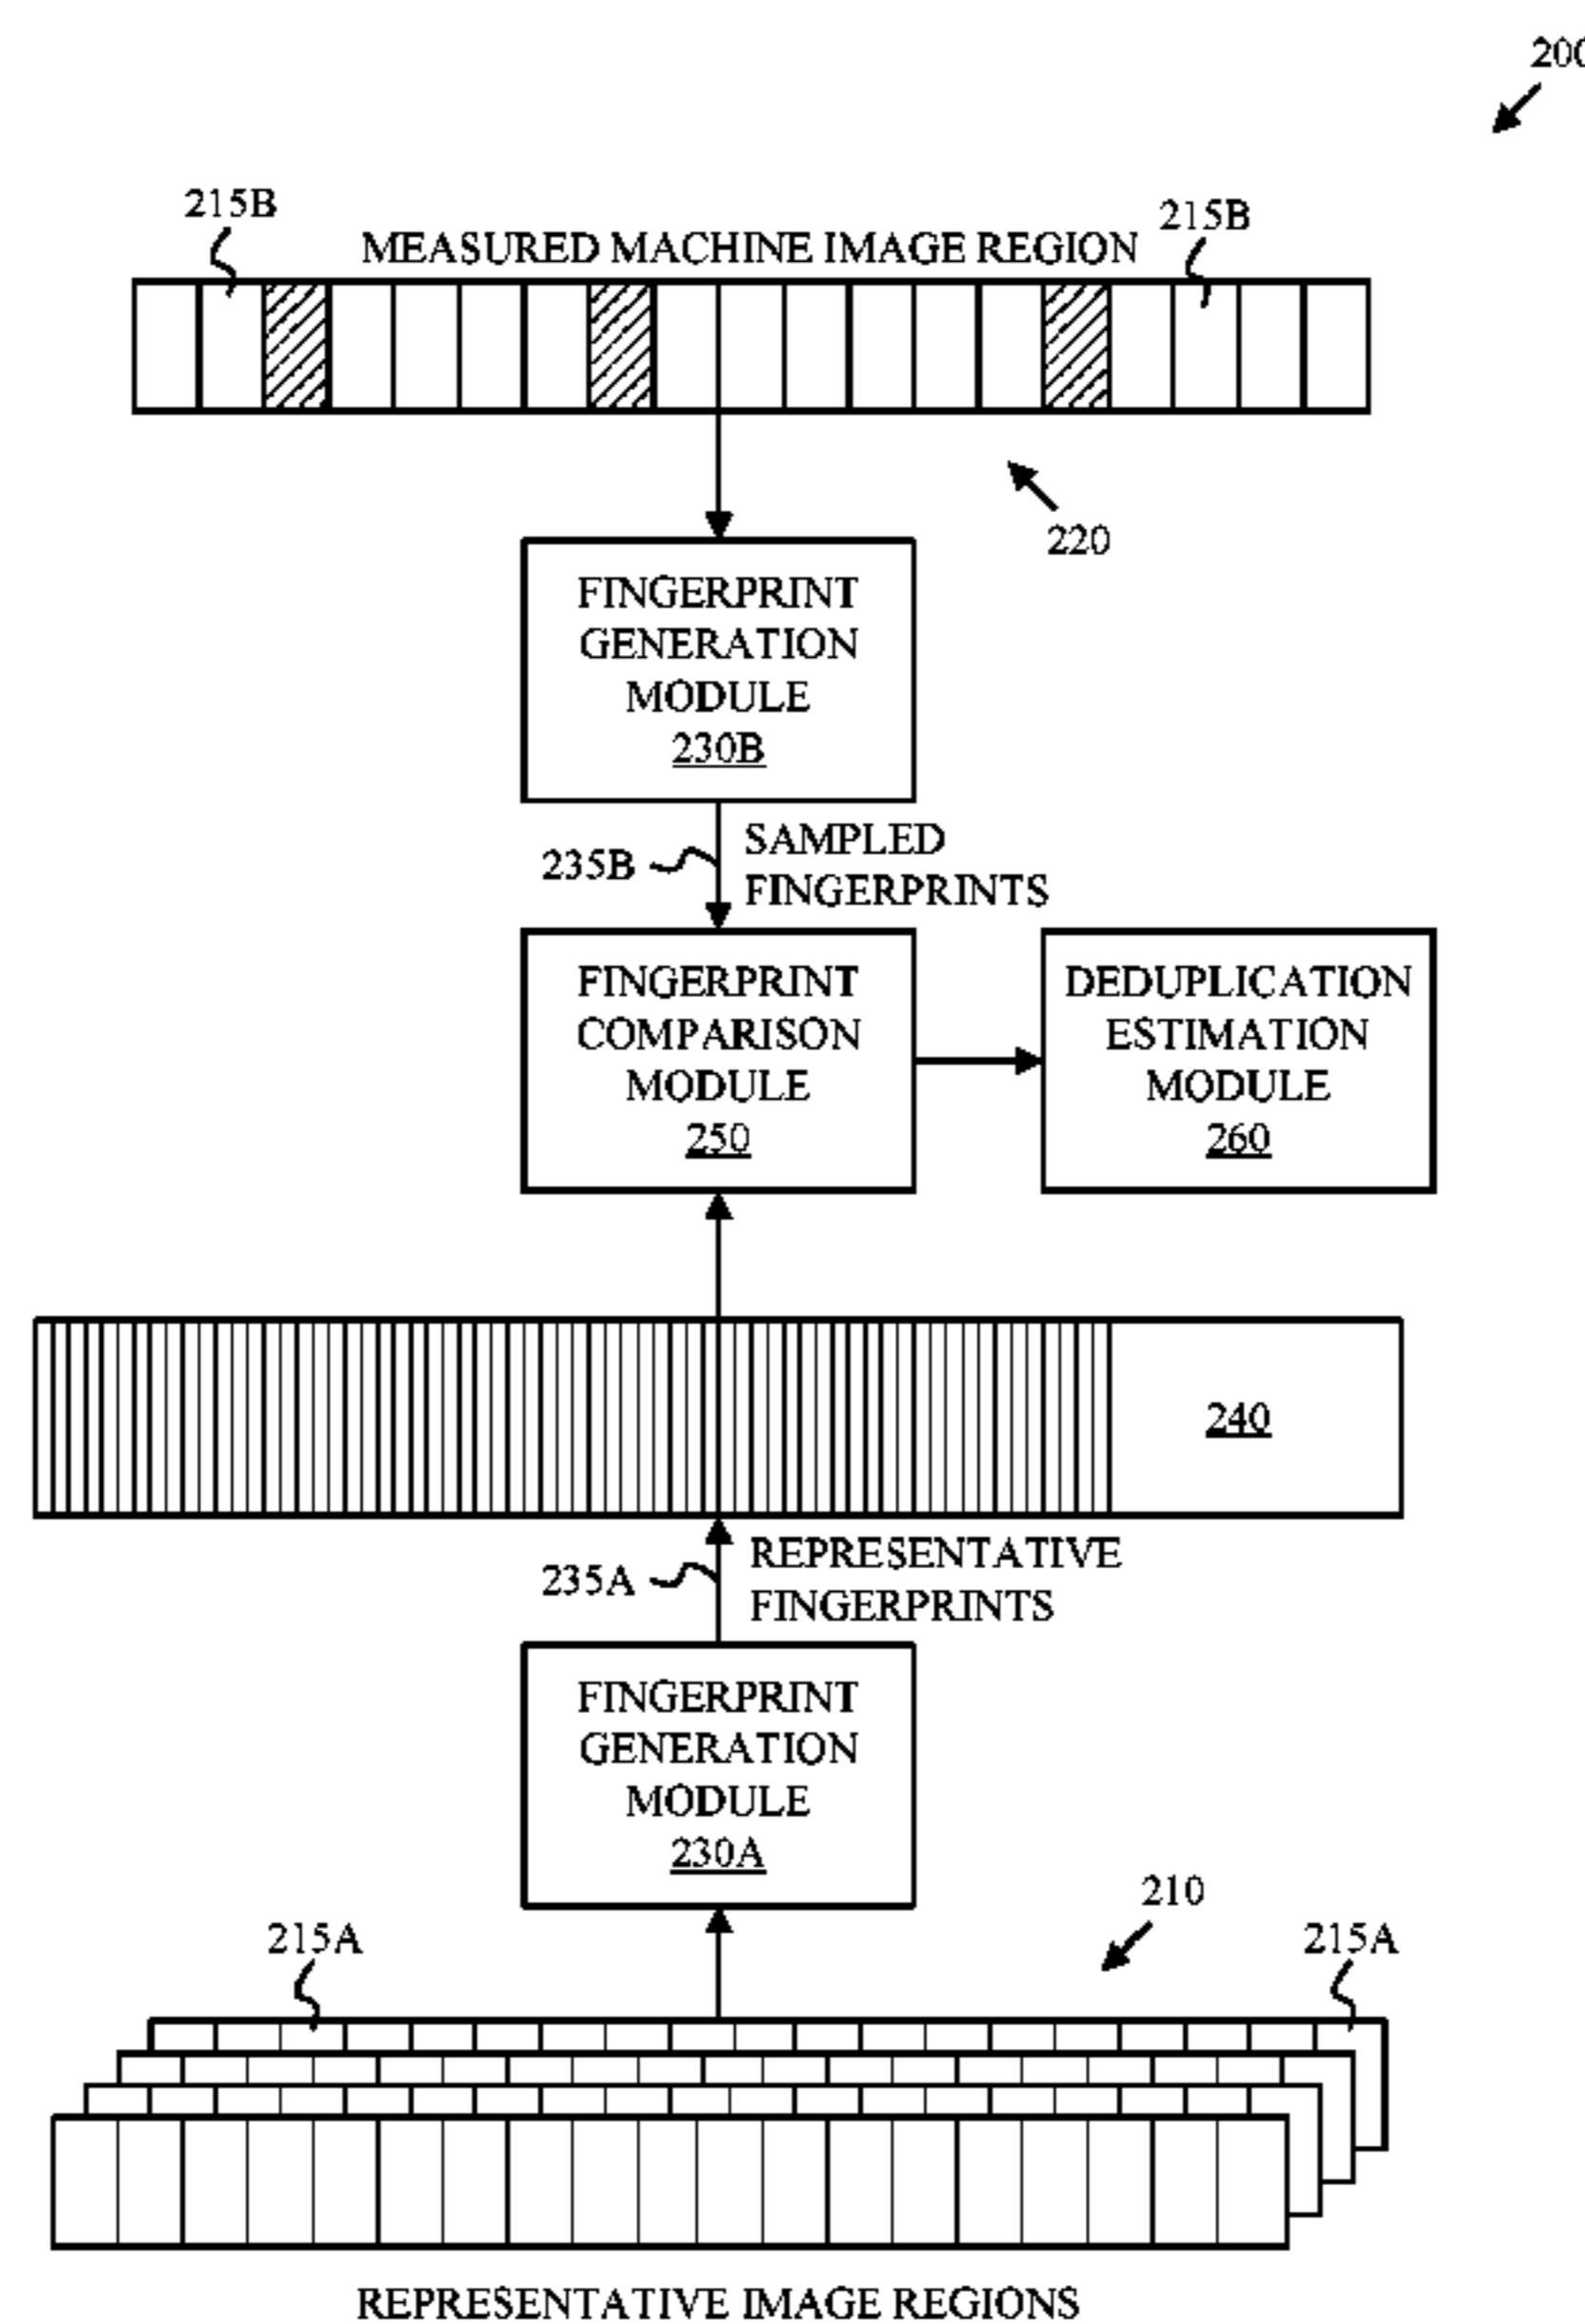 200
215B
215B
MEASURED MACHINE IMAGE REGION
220
FINGERPRINT
GENERATION
MODULE
230B
235B
SAMPLED
FINGERPRINTS
FINGERPRINT
COMPARISON
MODULE
250
DEDUPLICATION
ESTIMATION
MODULE
260
240
235A
REPRESENTATIVE
FINGERPRINTS
FINGERPRINT
GENERATION
MODULE
230A
210
215A
215A
REPRESENTATIVE IMAGE REGIONS